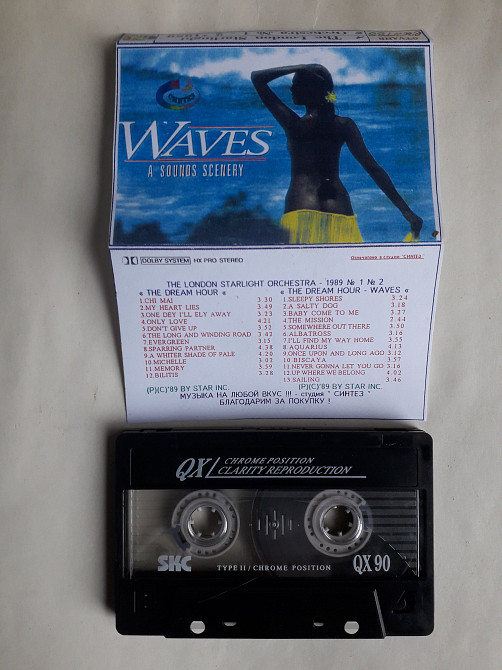 The London Starlight
СИНТЕЗ
WAVES
A SOUNDS SCENERY
DOLBY SYSTEM HX PRO STEREO
Отпечатано в студии "СИНТЕЗ"
THE LONDON STARLIGHT ORCHESTRA - 1989 № 1 № 2
« THE DREAM HOUR »
1.CHI MAI 3.30
2.MY HEART LIES 3.49
3.ONE DEY I'LL ELY AWAY 3.23
4.ONLY LOVE 4.21
5.DON'T GIVE UP 3.52
6.THE LONG AND WINDING ROAD 3.42
7.EVERGREEN 3.15
8.SPARRING PARTNER 4.38
9.A WHITER SHADE OF PALE 4.20
10.MICHELLE 3.07
11.MEMORY 3.59
12.BILITIS 3.28
« THE DREAM HOUR - WAVES »
1.SLEEPY SHORES 3.24
2.A SALTY DOG 3.18
3.BABY COME TO ME 3.27
4.THE MISSION 2.44
5.SOMEWHERE OUT THERE 3.50
6.ALBATROSS 3.16
7.I'LL FIND MY WAY HOME 3.55
8.AQUARIUS 4.13
9.ONCE UPON AND LONG AGO 3.12
10.BISCAYA 3.57
11.NEVER GONNA LET YOU GO 3.16
12.UP WHERE WE BELONG 4.02
13.SAILING 3.46
(P)(C)'89 BY STAR INC. (P)(C)'89 BY STAR INC.
МУЗЫКА НА ЛЮБОЙ ВКУС !!! - студия " СИНТЕЗ "
БЛАГОДАРИМ ЗА ПОКУПКУ !
QX CHROME POSITION
CLARITY REPRODUCTION
SKC TYPE II / CHROME POSITION QX 90